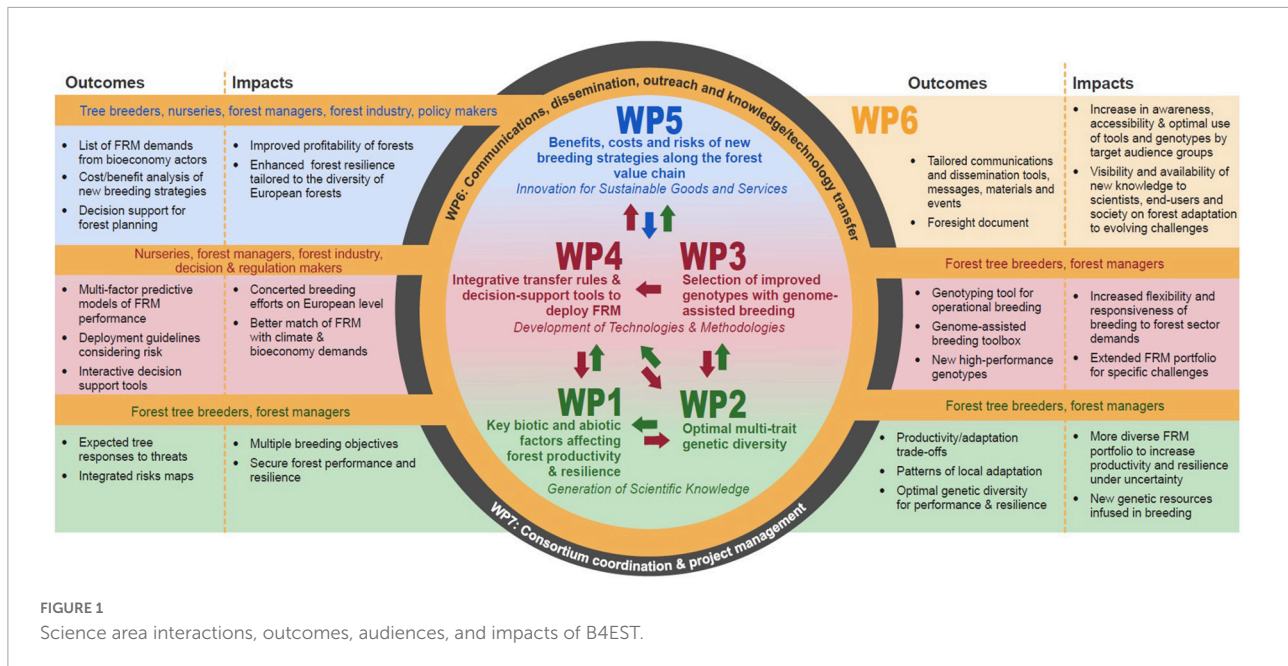 Outcomes
Impacts
Tree breeders, nurseries, forest managers, forest industry, policy makers
• List of FRM demands
from bioeconomy actors
• Cost/benefit analysis of
new breeding strategies
• Decision support for
forest planning
• Improved profitability of forests
• Enhanced forest resilience
tailored to the diversity of
European forests
Nurseries, forest managers, forest industry,
decision & regulation makers
• Multi-factor predictive
models of FRM
performance
• Deployment guidelines
considering risk
• Interactive decision
support tools
• Concerted breeding
efforts on European level
• Better match of FRM
with climate &
bioeconomy demands
Forest tree breeders, forest managers
• Expected tree
responses to threats
• Integrated risks maps
• Multiple breeding objectives
• Secure forest performance and
resilience
WP6: Communications, dissemination, outreach and knowledge/technology transfer
WP5
Benefits, costs and risks of new
breeding strategies along the forest
value chain
Innovation for Sustainable Goods and Services
WP4
Integrative transfer rules &
decision-support tools to
deploy FRM
WP3
Selection of improved
genotypes with genome-
assisted breeding
Development of Technologies & Methodologies
WP1
Key biotic and abiotic
factors affecting
forest productivity
& resilience
WP2
Optimal multi-trait
genetic diversity
Generation of Scientific Knowledge
WP7: Consortium coordination & project management
Outcomes
Impacts
WP6
• Tailored communications
and dissemination tools,
messages, materials and
events
• Foresight document
• Increase in awareness,
accessibility & optimal use
of tools and genotypes by
target audience groups
• Visibility and availability of
new knowledge to
scientists, end-users and
society on forest adaptation
to evolving challenges
Forest tree breeders, forest managers
• Genotyping tool for
operational breeding
• Genome-assisted
breeding toolbox
• New high-performance
genotypes
• Increased flexibility and
responsiveness of
breeding to forest sector
demands
• Extended FRM portfolio
for specific challenges
Forest tree breeders, forest managers
• Productivity/adaptation
trade-offs
• Patterns of local adaptation
• Optimal genetic diversity
for performance & resilience
• More diverse FRM
portfolio to increase
productivity and resilience
under uncertainty
• New genetic resources
infused in breeding
FIGURE 1
Science area interactions, outcomes, audiences, and impacts of B4EST.